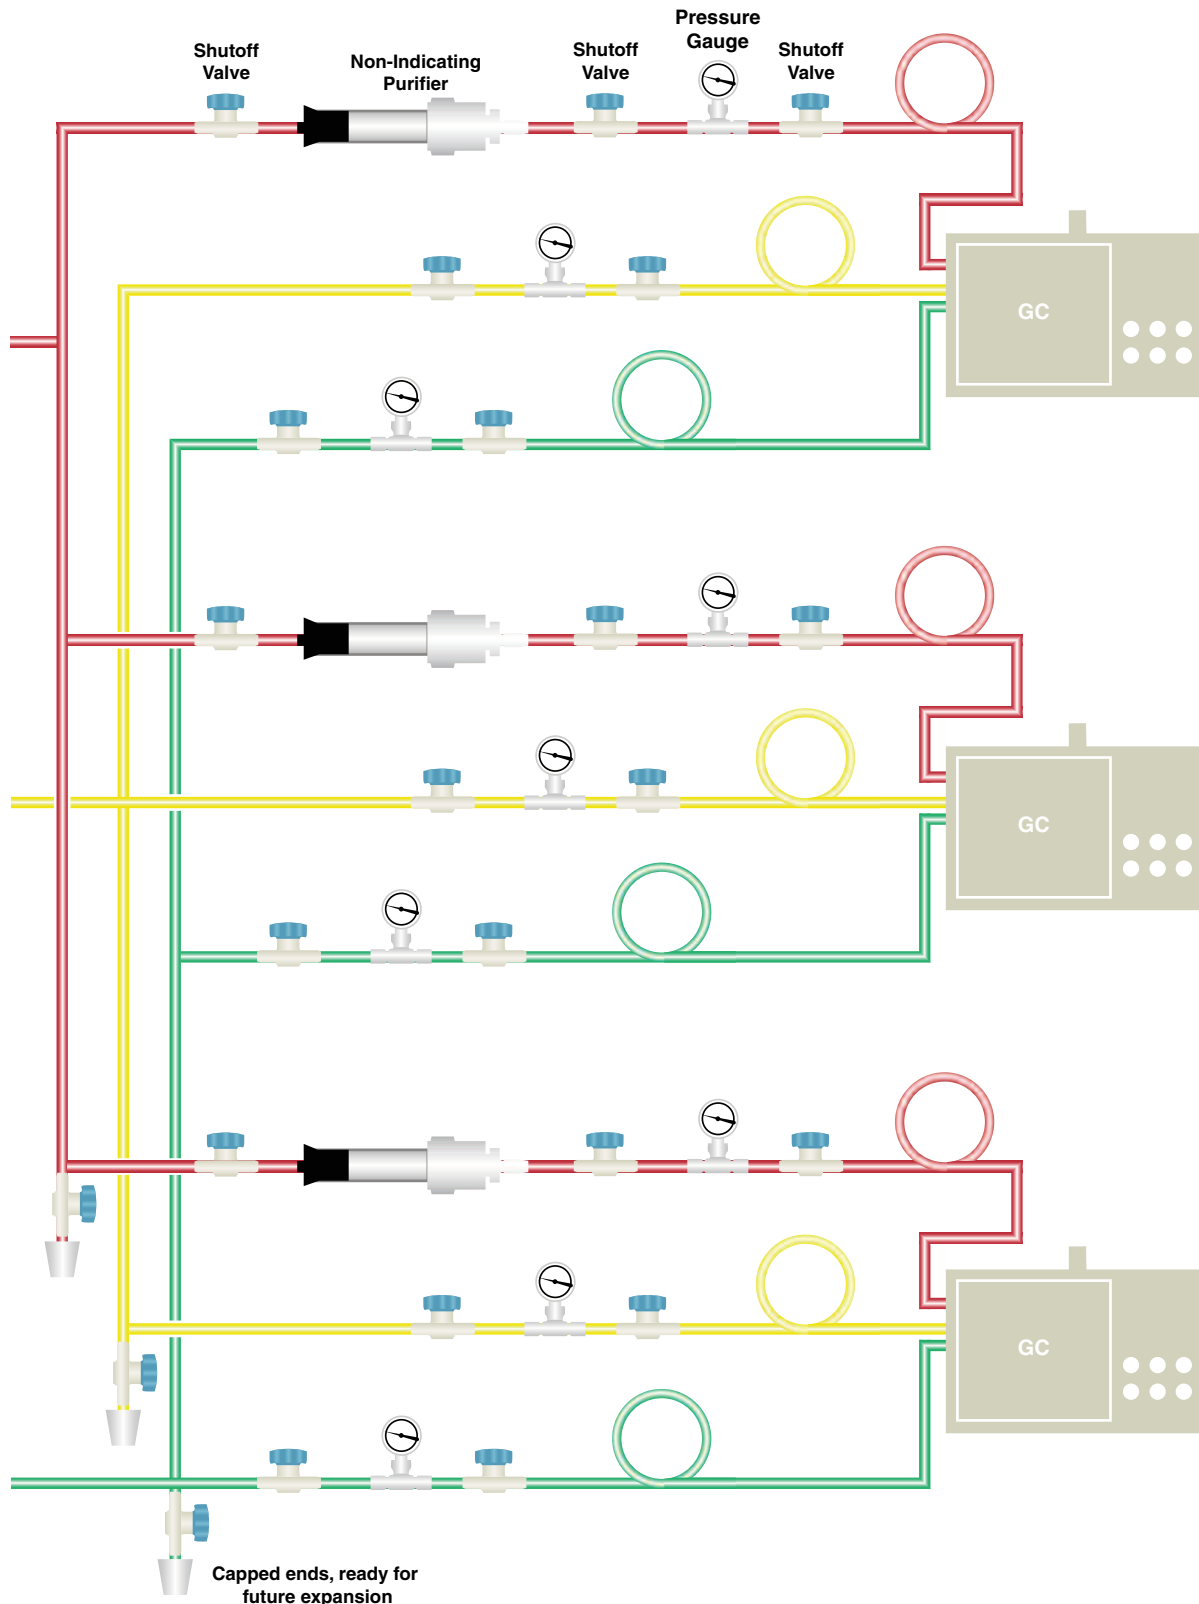 Pressure
Gauge
Shutoff
Valve
Non-Indicating
Purifier
Shutoff
Valve
Shutoff
Valve
GC
GC
GC
Capped ends, ready for
future expansion